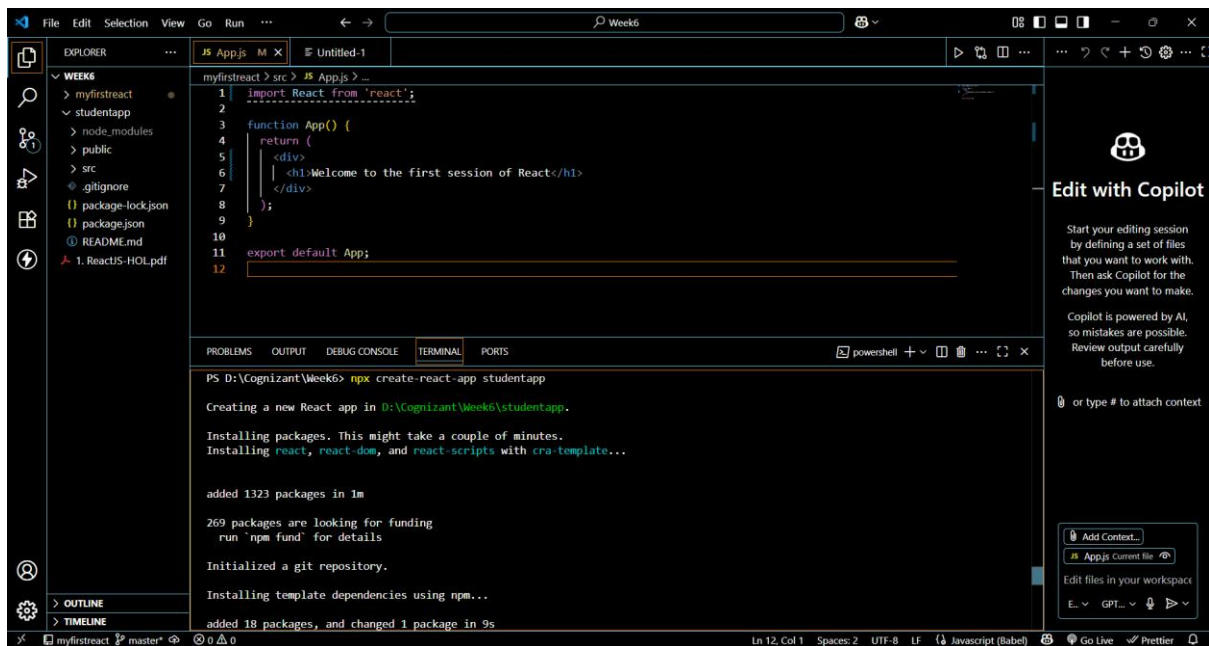 File Edit Selection View Go Run ··· ← → Week6
EXPLORER ···
WEEK6
> myfirstreact
studentapp
> node_modules
> public
> src
.gitignore
{} package-lock.json
{} package.json
README.md
1. ReactJS-HOL.pdf
> OUTLINE
> TIMELINE
JS App.js M × Untitled-1
myfirstreact > src > JS App.js > ...
1 import React from 'react';
2
3 function App() {
4 return (
5 <div>
6 <h1>Welcome to the first session of React</h1>
7 </div>
8 );
9 }
10
11 export default App;
12
PROBLEMS OUTPUT DEBUG CONSOLE TERMINAL PORTS powershell
PS D:\Cognizant\Week6> npx create-react-app studentapp
Creating a new React app in D:\Cognizant\Week6\studentapp.
Installing packages. This might take a couple of minutes.
Installing react, react-dom, and react-scripts with cra-template...
added 1323 packages in 1m
269 packages are looking for funding
run `npm fund` for details
Initialized a git repository.
Installing template dependencies using npm...
added 18 packages, and changed 1 package in 9s
Edit with Copilot
Start your editing session
by defining a set of files
that you want to work with.
Then ask Copilot for the
changes you want to make.
Copilot is powered by AI,
so mistakes are possible.
Review output carefully
before use.
or type # to attach context
Add Context...
JS App.js Current file
Edit files in your workspace
E... GPT...
1
myfirstreact master* 0 0 Ln 12, Col 1 Spaces: 2 UTF-8 LF Javascript (Babel) Go Live Prettier